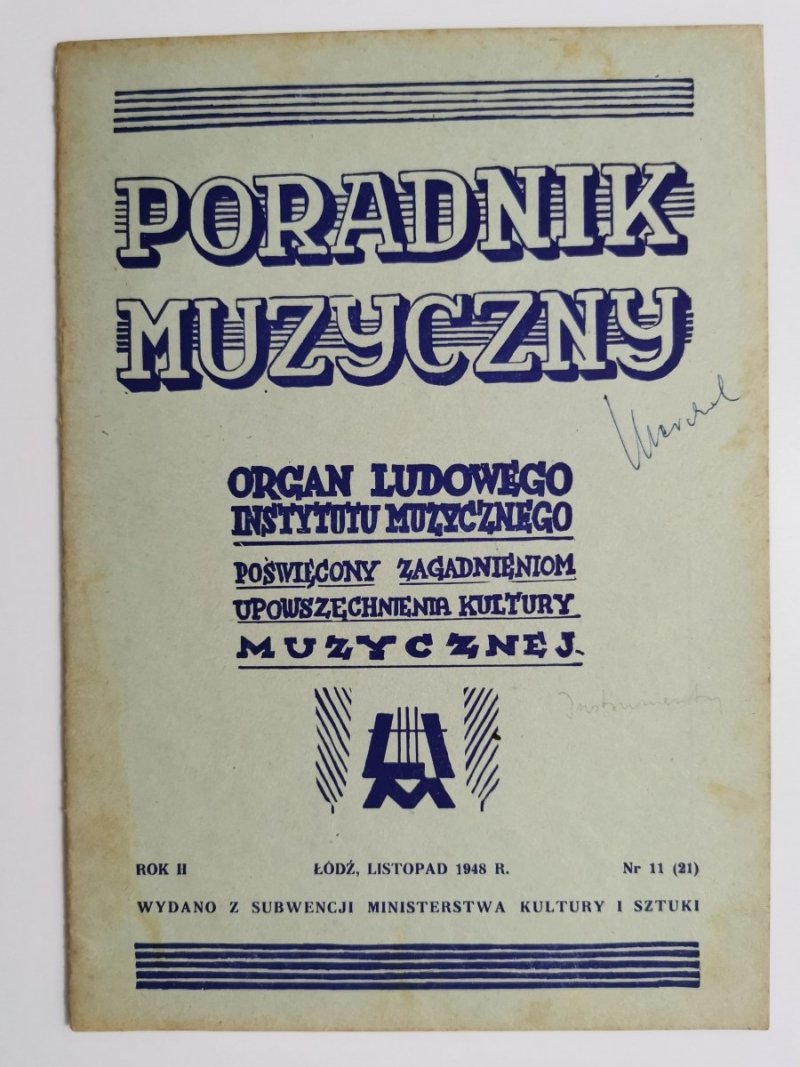 PORADNIK
MUZYCZNY
ORGAN LUDOWEGO
INSTYTUTU MUZYCZNEGO
POŚWIĘCONY ZAGADNIENIOM
UPOWSZECHNIENIA KULTURY
MUZYCZNEJ.
Instrumenty
ROK II ŁÓDŹ, LISTOPAD 1948 R. Nr 11 (21)
WYDANO Z SUBWENCJI MINISTERSTWA KULTURY I SZTUKI